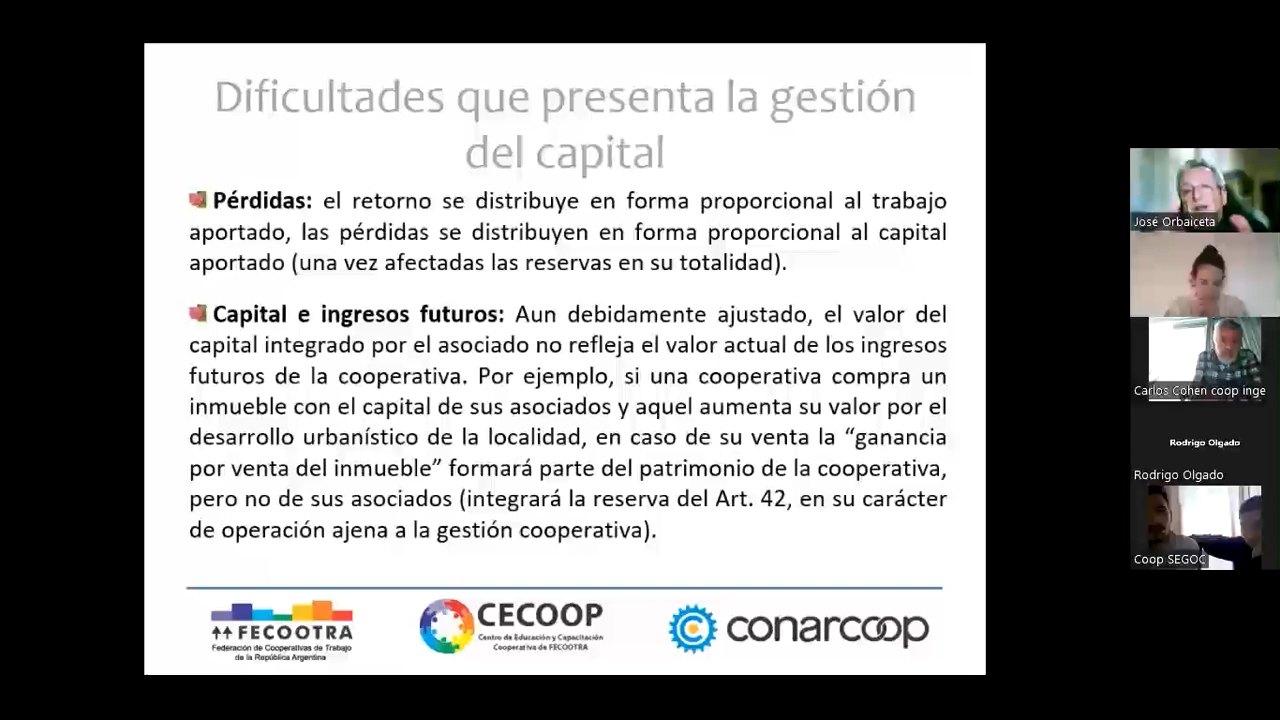 Dificultades que presenta la gestión
del capital
Pérdidas: el retorno se distribuye en forma proporcional al trabajo
aportado, las pérdidas se distribuyen en forma proporcional al capital
aportado (una vez afectadas las reservas en su totalidad).
Capital e ingresos futuros: Aun debidamente ajustado, el valor del
capital integrado por el asociado no refleja el valor actual de los ingresos
futuros de la cooperativa. Por ejemplo, si una cooperativa compra un
inmueble con el capital de sus asociados y aquel aumenta su valor por el
desarrollo urbanístico de la localidad, en caso de su venta la “ganancia
por venta del inmueble” formará parte del patrimonio de la cooperativa,
pero no de sus asociados (integrará la reserva del Art. 42, en su carácter
de operación ajena a la gestión cooperativa).
FECOOTRA
Federación de Cooperativas de Trabajo
de la República Argentina
CECOOP
Centro de Educación y Capacitación
Cooperativa de FECOOTRA
conarcoop
José Orbaiceta
Carlos Cohen coop inge
Rodrigo Olgado
Rodrigo Olgado
Coop SEGOC